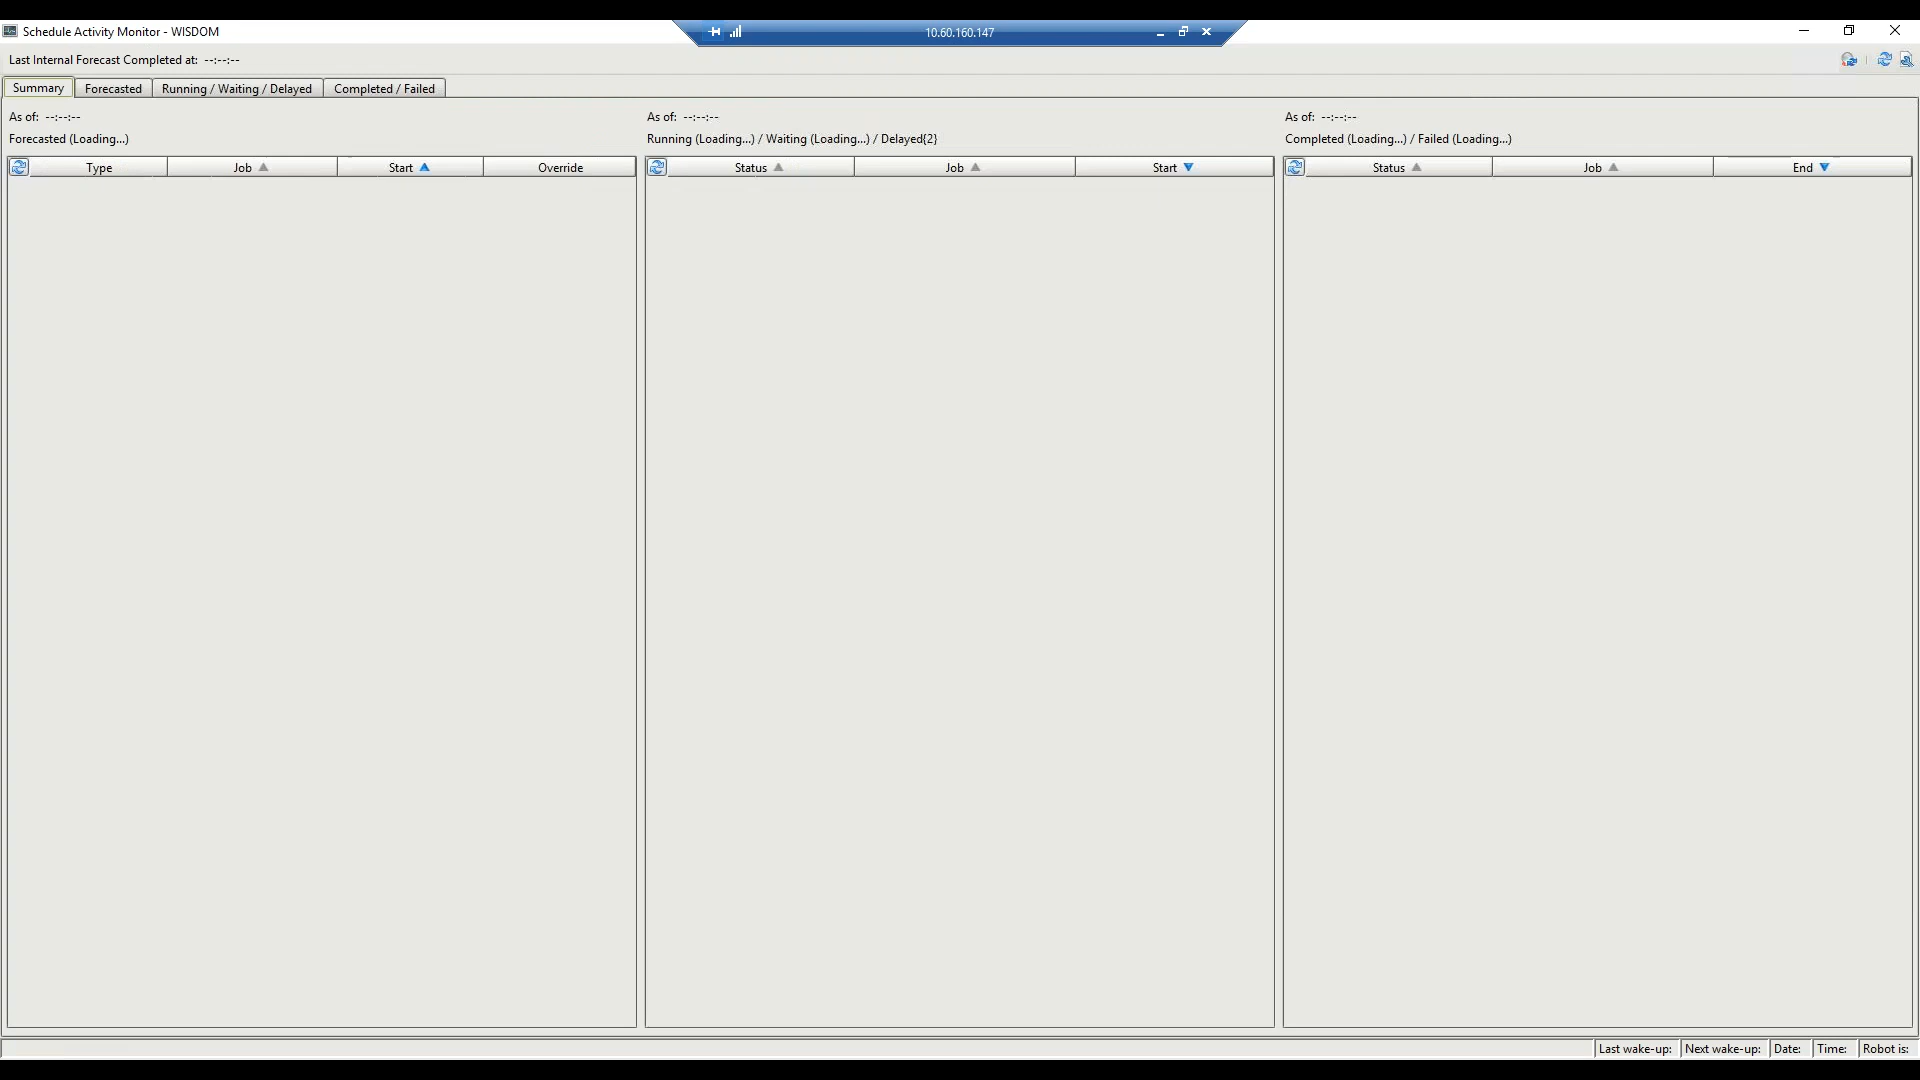 Schedule Activity Monitor - WISDOM
10.60.160.147
Last Internal Forecast Completed at: --:--:--
Summary
Forecasted
Running / Waiting / Delayed
Completed / Failed
As of: --:--:--
Forecasted (Loading...)
Type
Job
Start
Override
As of: --:--:--
Running (Loading...) / Waiting (Loading...) / Delayed{2}
Status
Job
Start
As of: --:--:--
Completed (Loading...) / Failed (Loading...)
Status
Job
End
Last wake-up:
Next wake-up:
Date:
Time:
Robot is: